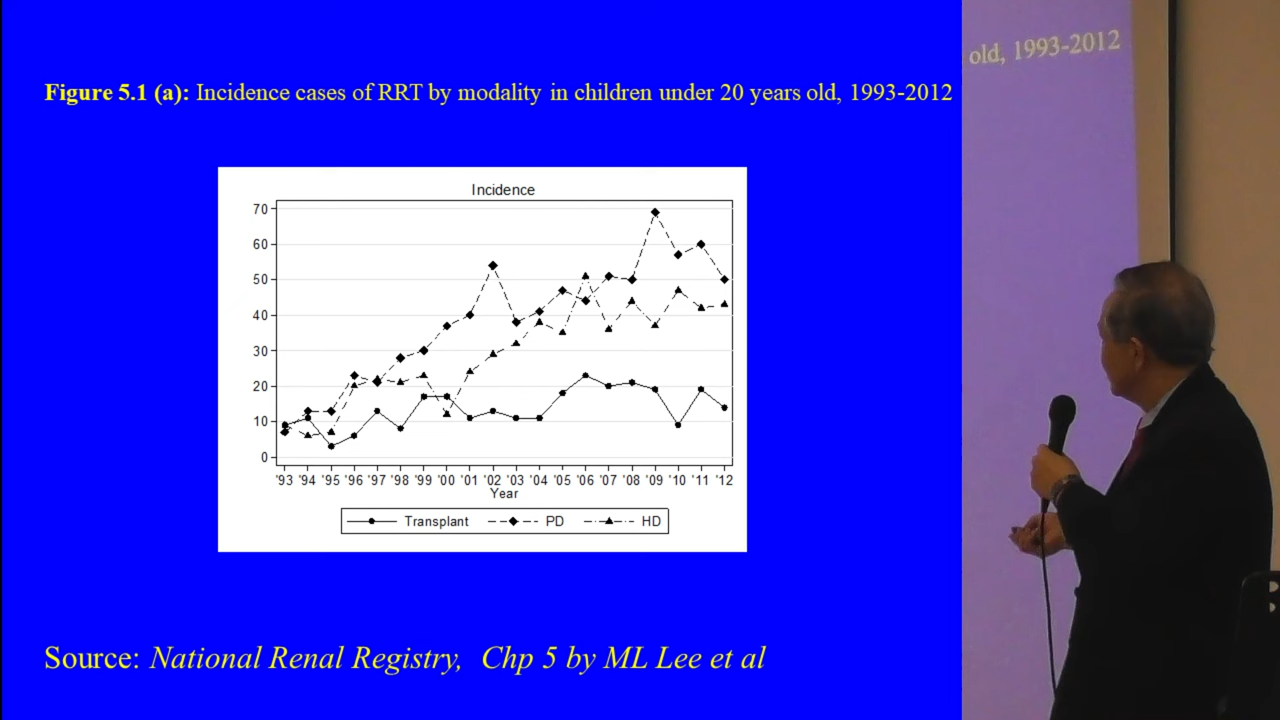 Figure 5.1 (a): Incidence cases of RRT by modality in children under 20 years old, 1993-2012
old, 1993-2012
Incidence
70
60
50
40
30
20
10
0
'93 '94 '95 '96 '97 '98 '99 '00 '01 '02 '03 '04 '05 '06 '07 '08 '09 '10 '11 '12
Year
Transplant PD HD
Source: National Renal Registry, Chp 5 by ML Lee et al